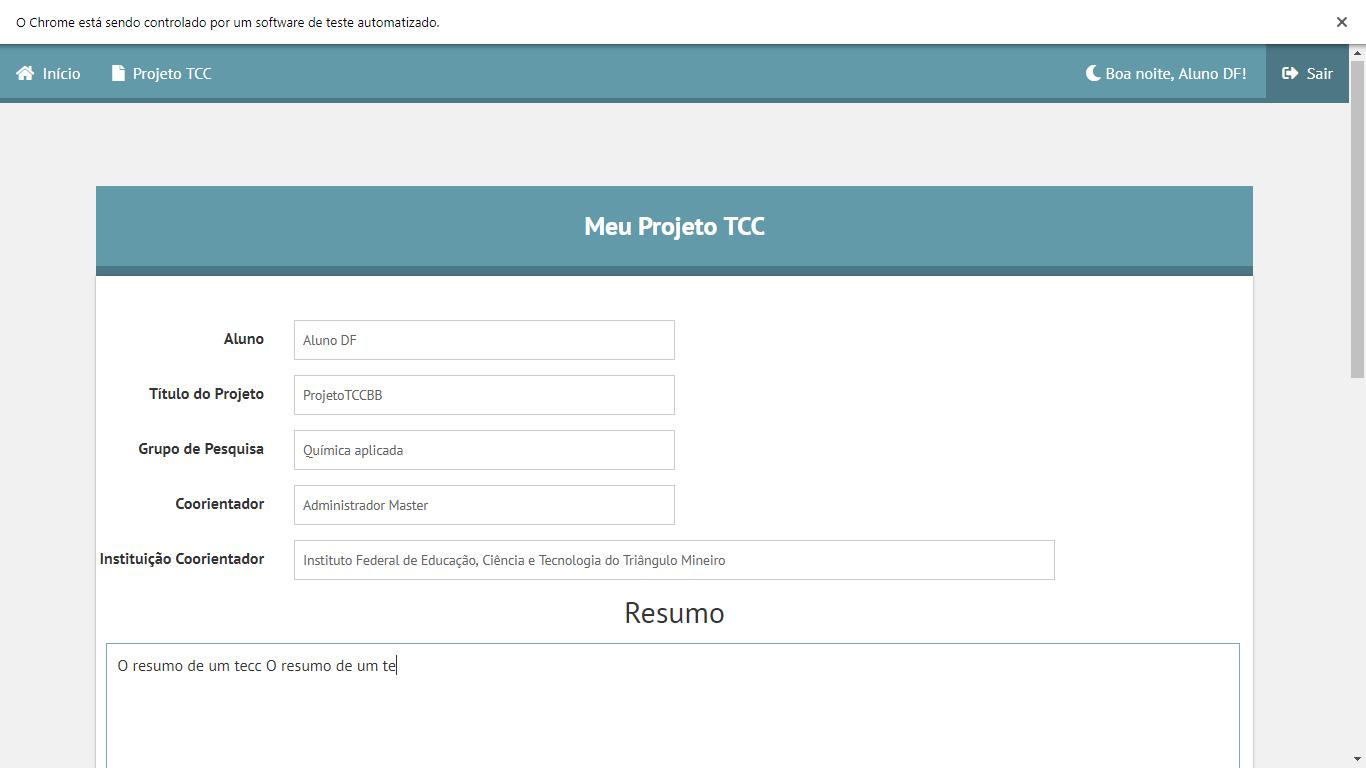 O Chrome está sendo controlado por um software de teste automatizado.
Início Projeto TCC Boa noite, Aluno DF! Sair
Meu Projeto TCC
Aluno Aluno DF
Título do Projeto ProjetoTCCBB
Grupo de Pesquisa Química aplicada
Coorientador Administrador Master
Instituição Coorientador Instituto Federal de Educação, Ciência e Tecnologia do Triângulo Mineiro
Resumo
O resumo de um tecc O resumo de um te